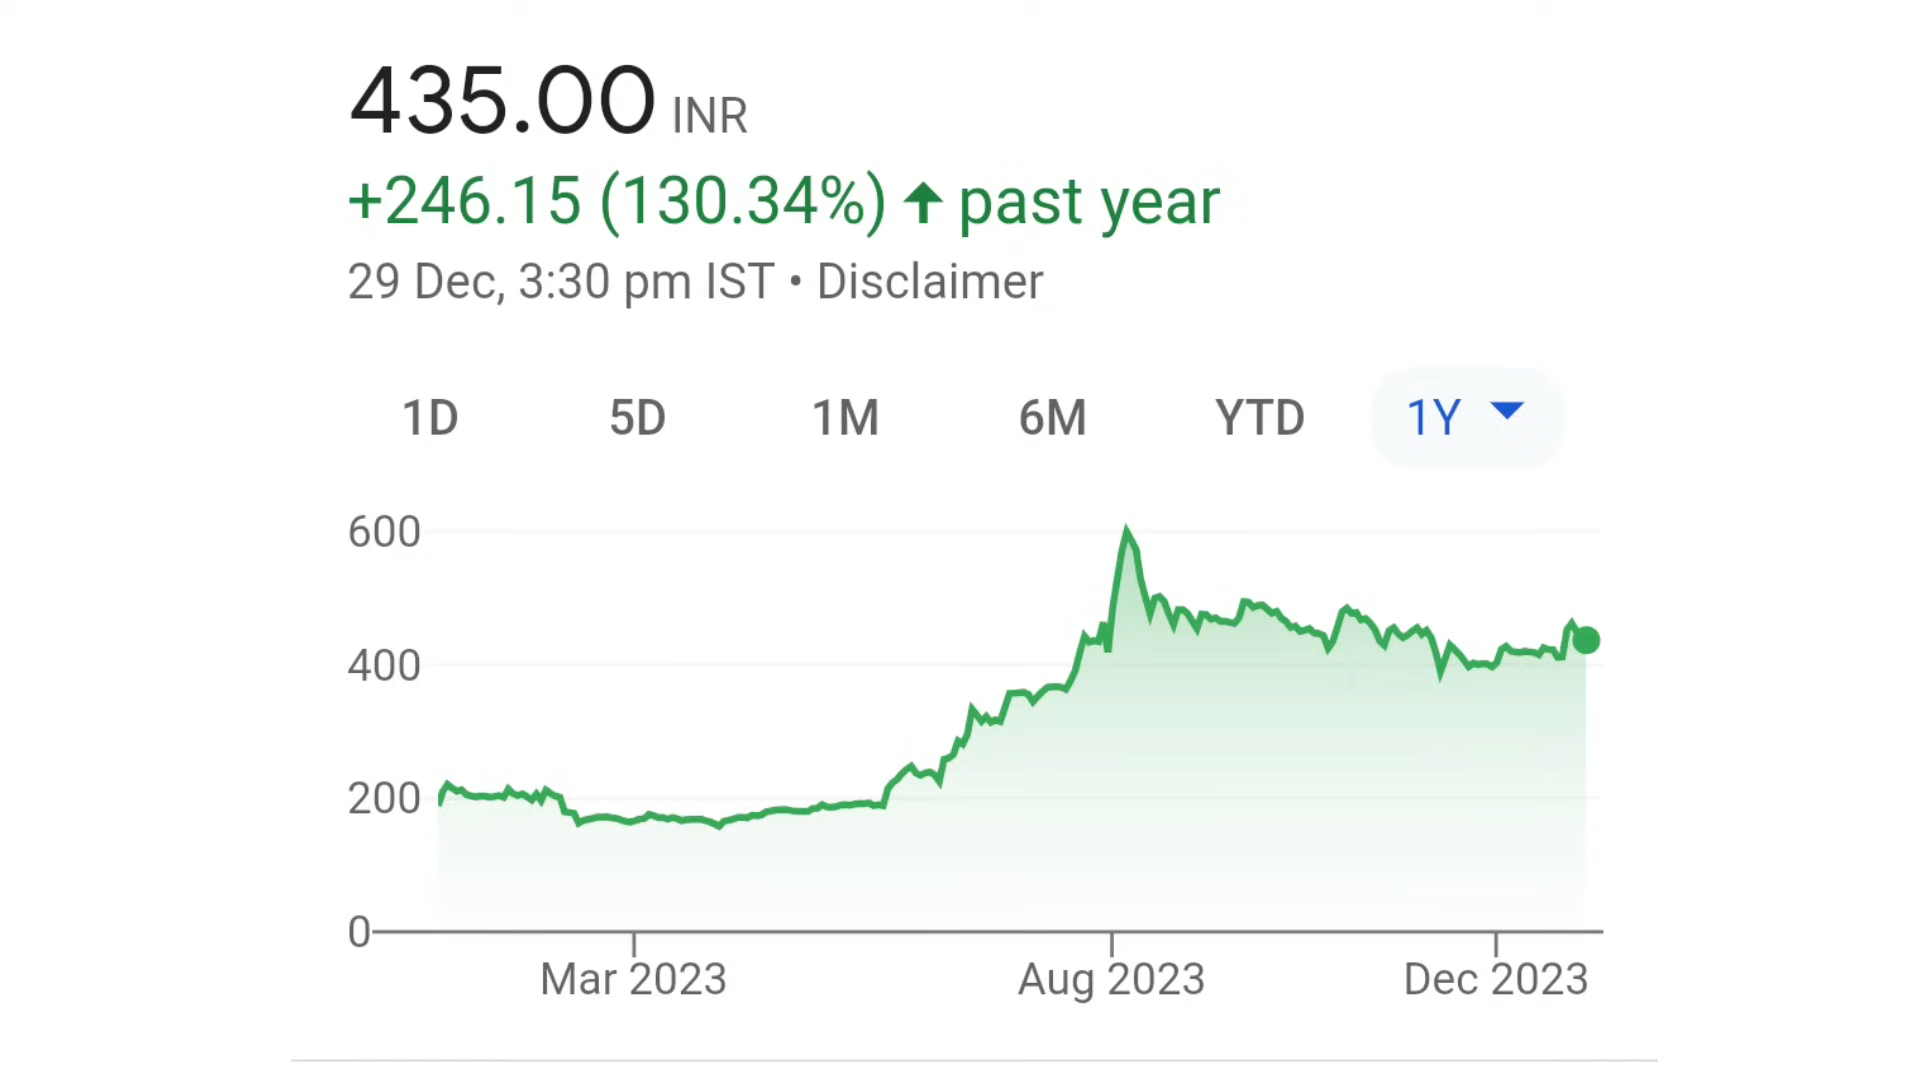 435.00 INR
+246.15 (130.34%) ↑ past year
29 Dec, 3:30 pm IST • Disclaimer
1D 5D 1M 6M YTD 1Y
600
400
200
0
Mar 2023 Aug 2023 Dec 2023